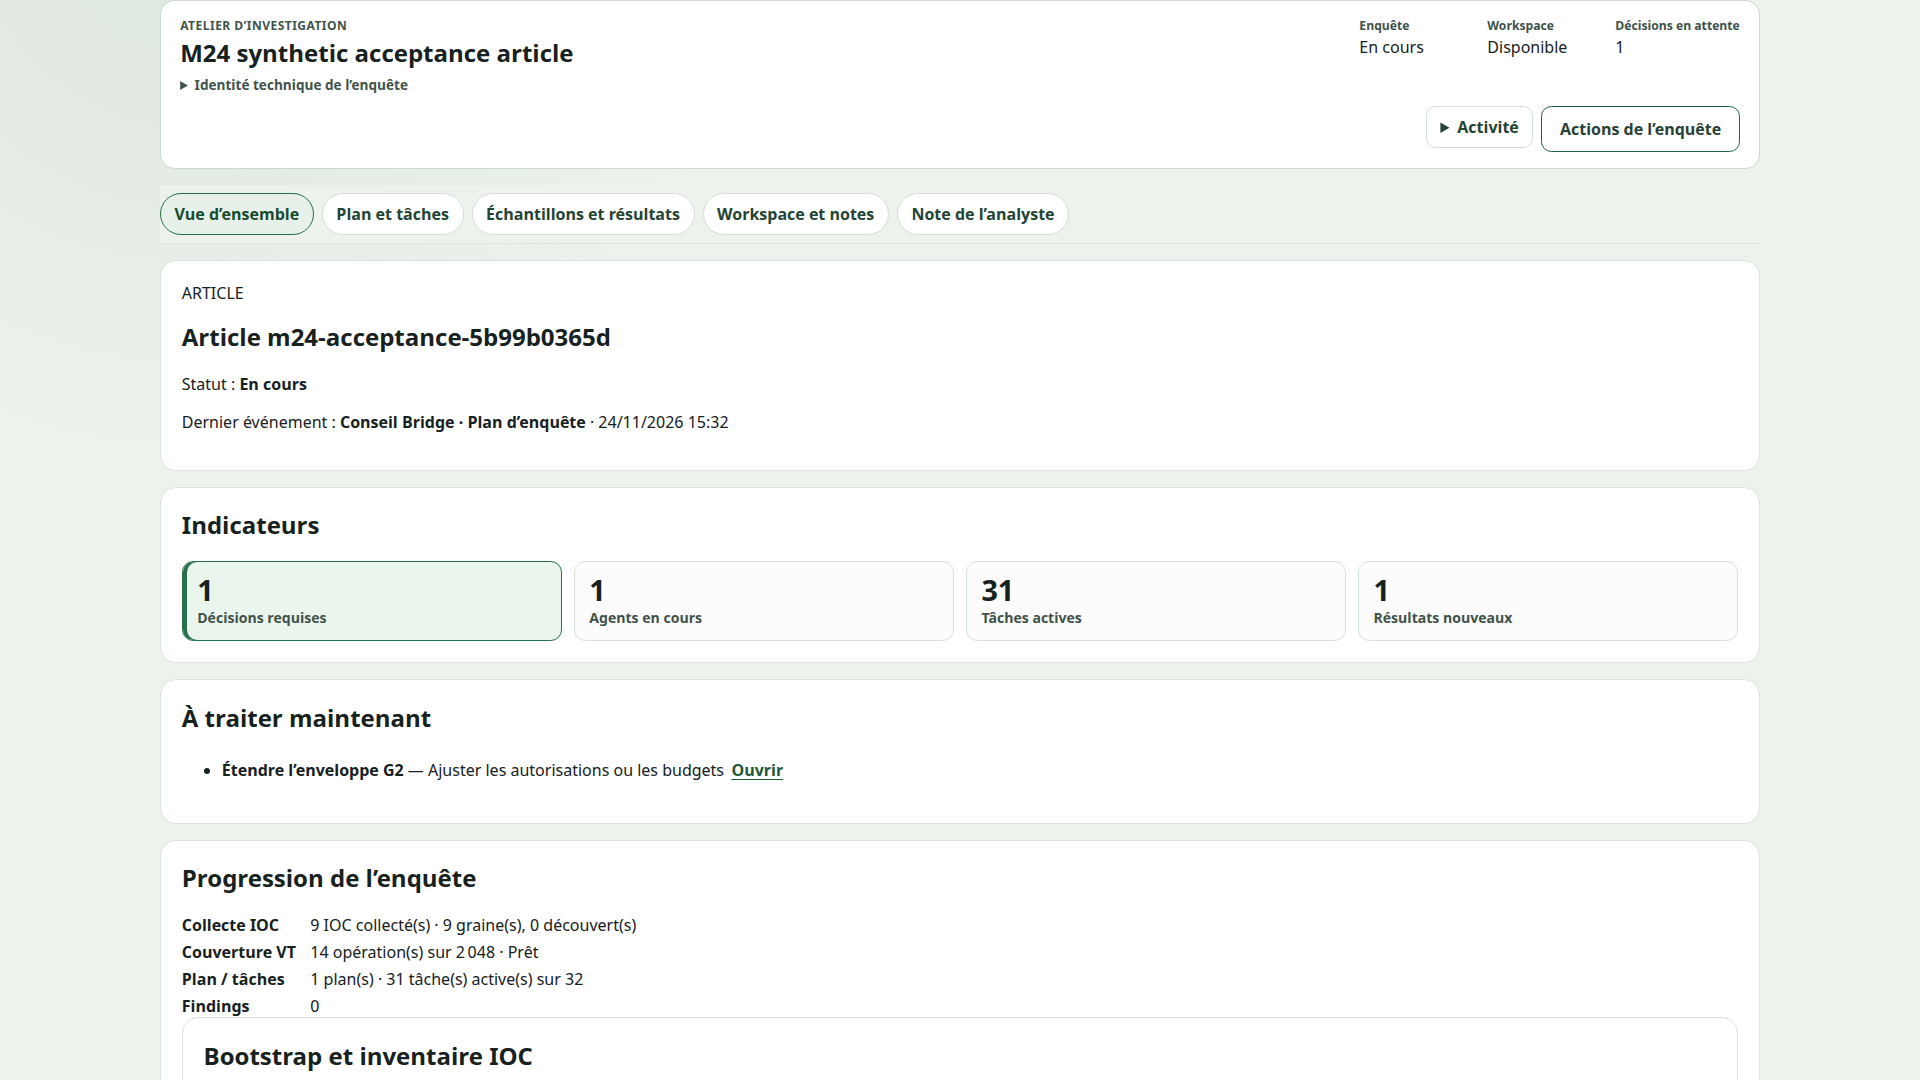 ATELIER D’INVESTIGATION
M24 synthetic acceptance article
Identité technique de l’enquête
Enquête
En cours
Workspace
Disponible
Décisions en attente
1
Activité
Actions de l’enquête
Vue d’ensemble
Plan et tâches
Échantillons et résultats
Workspace et notes
Note de l’analyste
ARTICLE
Article m24-acceptance-5b99b0365d
Statut : En cours
Dernier événement : Conseil Bridge · Plan d’enquête · 24/11/2026 15:32
Indicateurs
1
Décisions requises
1
Agents en cours
31
Tâches actives
1
Résultats nouveaux
À traiter maintenant
Étendre l’enveloppe G2 — Ajuster les autorisations ou les budgets Ouvrir
Progression de l’enquête
Collecte IOC 9 IOC collecté(s) · 9 graine(s), 0 découvert(s)
Couverture VT 14 opération(s) sur 2 048 · Prêt
Plan / tâches 1 plan(s) · 31 tâche(s) active(s) sur 32
Findings 0
Bootstrap et inventaire IOC